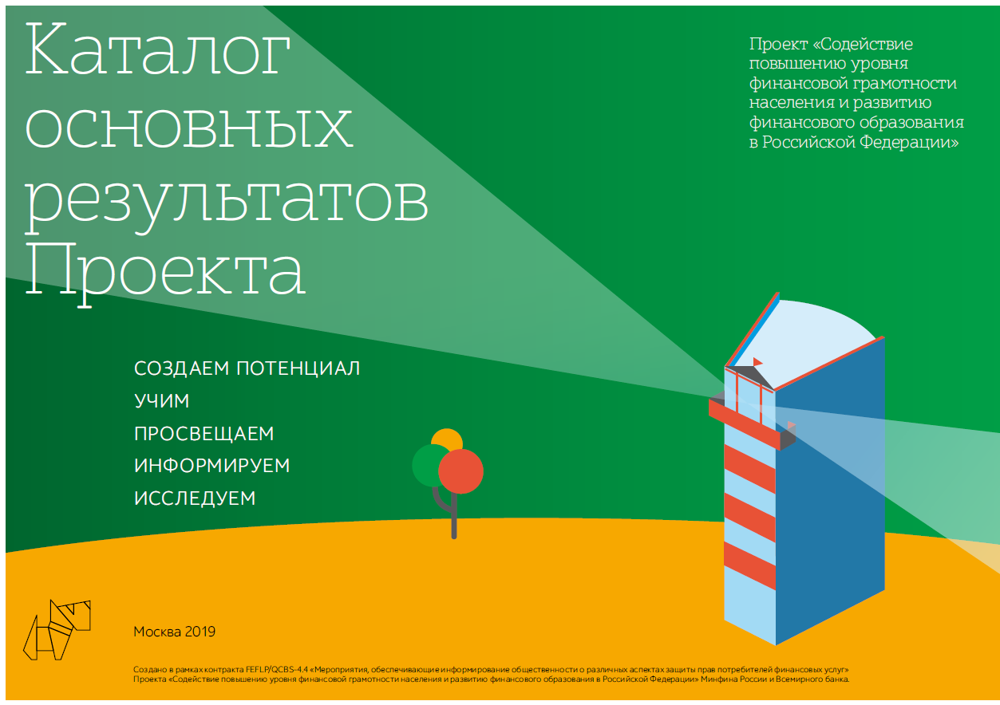 Каталог
основных
результатов
Проекта
Проект «Содействие
повышению уровня
финансовой грамотности
населения и развитию
финансового образования
в Российской Федерации»
СОЗДАЕМ ПОТЕНЦИАЛ
УЧИМ
ПРОСВЕЩАЕМ
ИНФОРМИРУЕМ
ИССЛЕДУЕМ
Москва 2019
Создано в рамках контракта FEFLP/QCBS-4.4 «Мероприятия, обеспечивающие информирование общественности о различных аспектах защиты прав потребителей финансовых услуг»
Проекта «Содействие повышению уровня финансовой грамотности населения и развитию финансового образования в Российской Федерации» Минфина России и Всемирного банка.